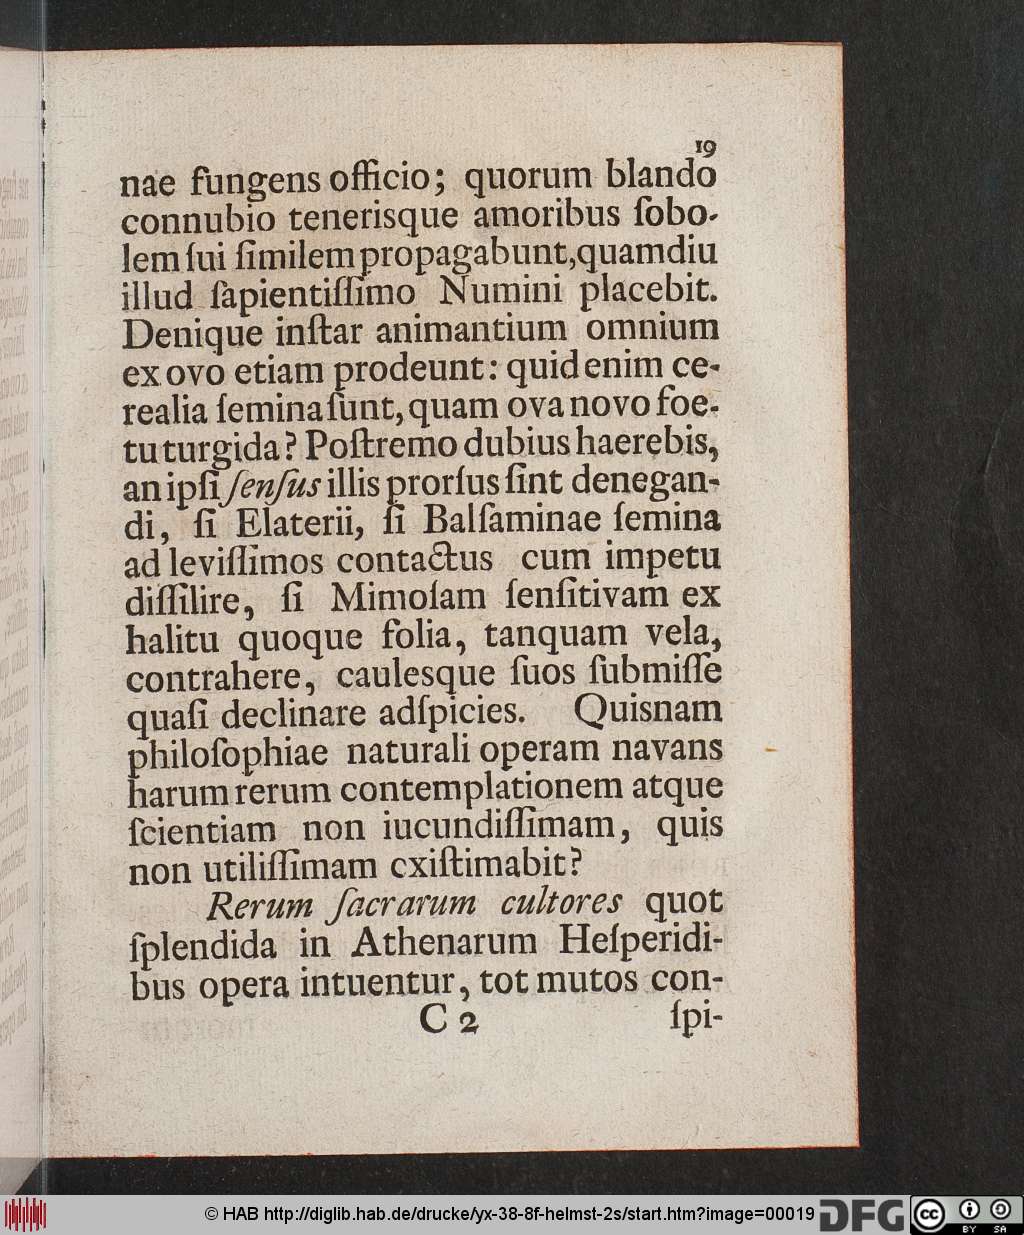 19
nae fungens officio; quorum blando
connubio tenerisque amoribus ſobo-
lem ſui ſimilem propagabunt, quamdiu
illud ſapientiſſimo Numini placebit.
Denique inſtar animantium omnium
ex ovo etiam prodeunt: quid enim ce-
realia ſemina ſunt, quam ova novo foe-
tu turgida? Poſtremo dubius haerebis,
an ipſi ſenſus illis prorſus ſint denegan-
di, ſi Elaterii, ſi Balſaminae ſemina
ad leviſſimos contactus cum impetu
diſſilire, ſi Mimoſam ſenſitivam ex
halitu quoque folia, tanquam vela,
contrahere, caulesque ſuos ſubmiſſe
quaſi declinare adſpicies. Quisnam
philoſophiae naturali operam navans
harum rerum contemplationem atque
ſcientiam non iucundiſſimam, quis
non utiliſſimam cxiſtimabit?
Rerum ſacrarum cultores quot
ſplendida in Athenarum Heſperidi-
bus opera intuentur, tot mutos con-
C 2 ſpi-
© HAB http://diglib.hab.de/drucke/yx-38-8f-helmst-2s/start.htm?image=00019
DFG
cc BY SA